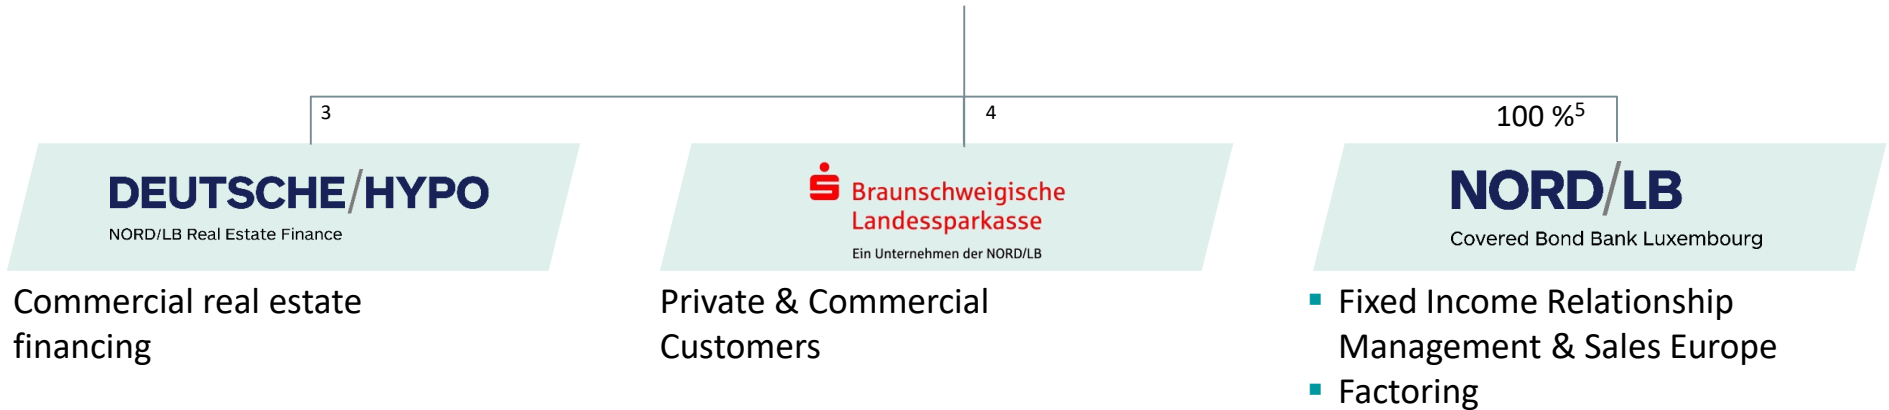 3
4
100 %5
DEUTSCHE/HYPO
NORD/LB Real Estate Finance
Braunschweigische
Landessparkasse
Ein Unternehmen der NORD/LB
NORD/LB
Covered Bond Bank Luxembourg
Commercial real estate
financing
Private & Commercial
Customers
▪ Fixed Income Relationship
Management & Sales Europe
▪ Factoring